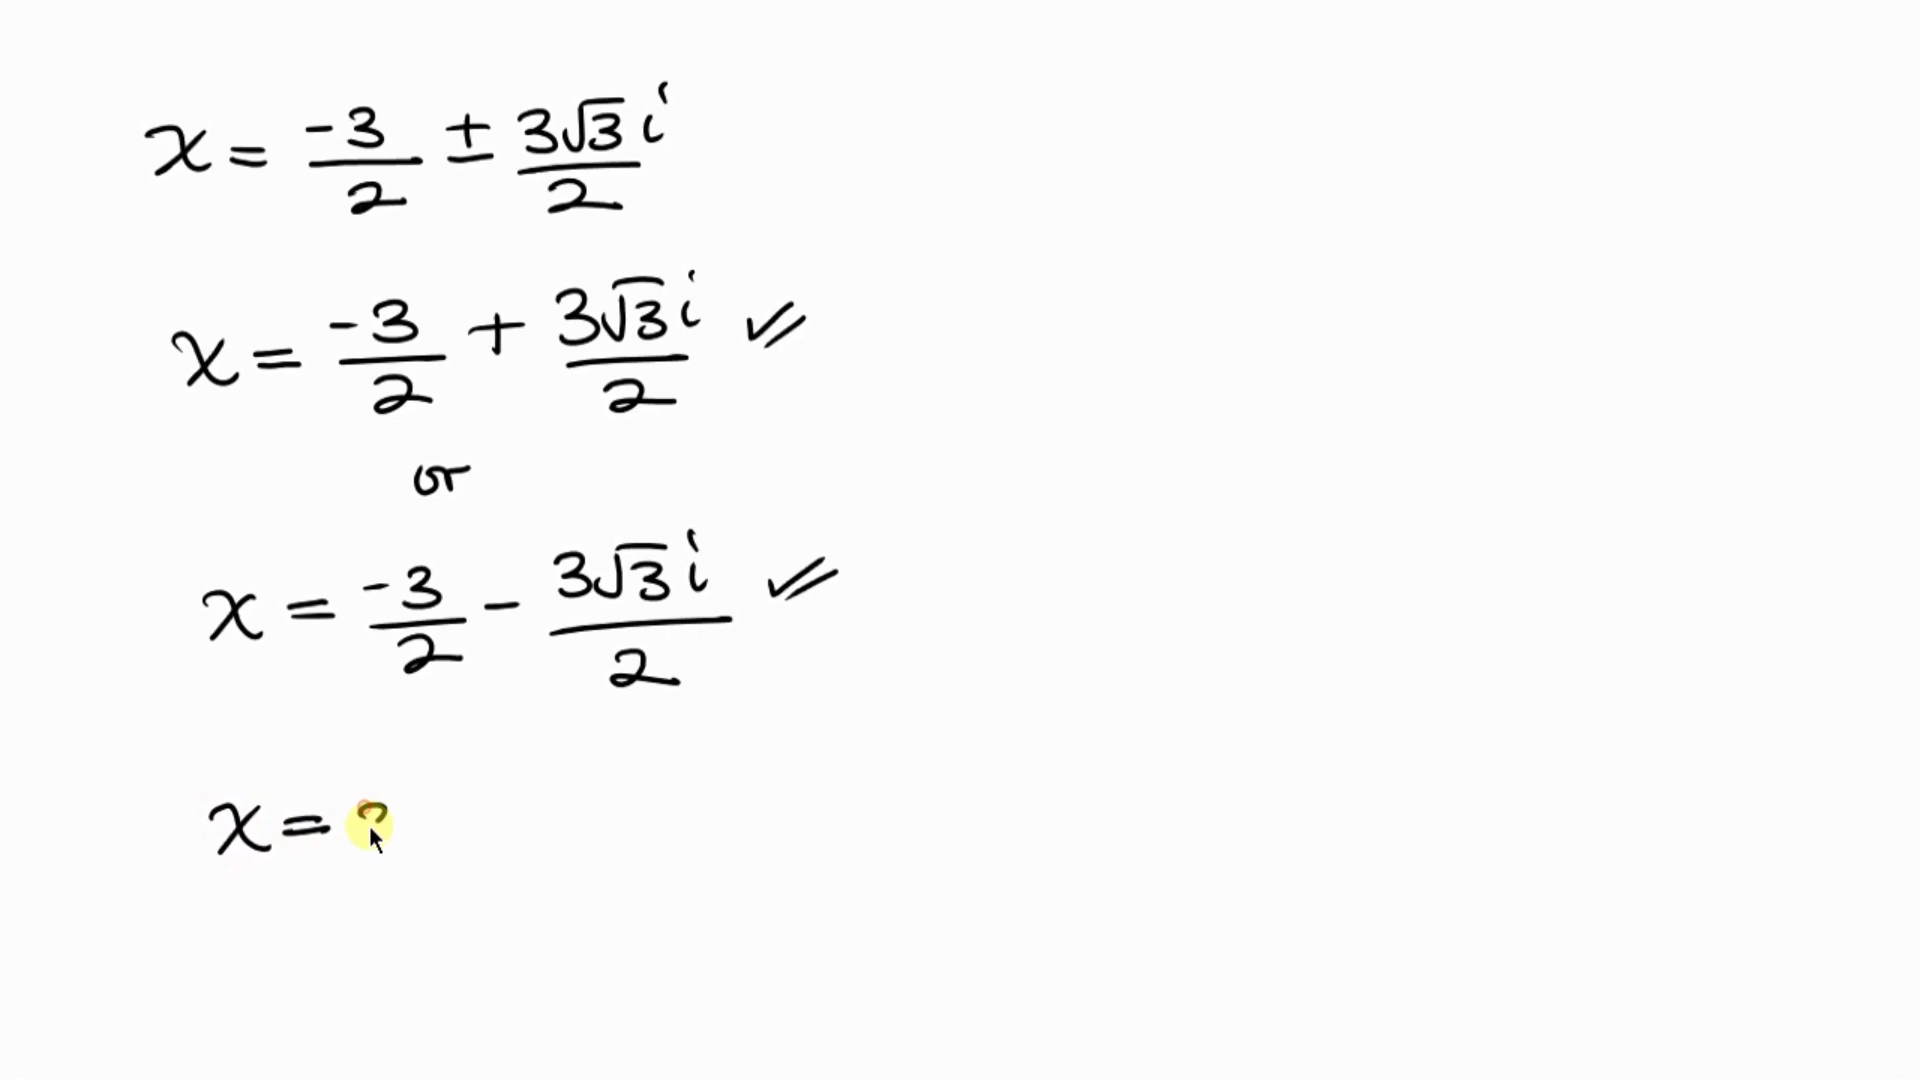 x = -3/2 ± 3√3 i/2
x = -3/2 + 3√3 i/2 ✓
or
x = -3/2 - 3√3 i/2 ✓
x =